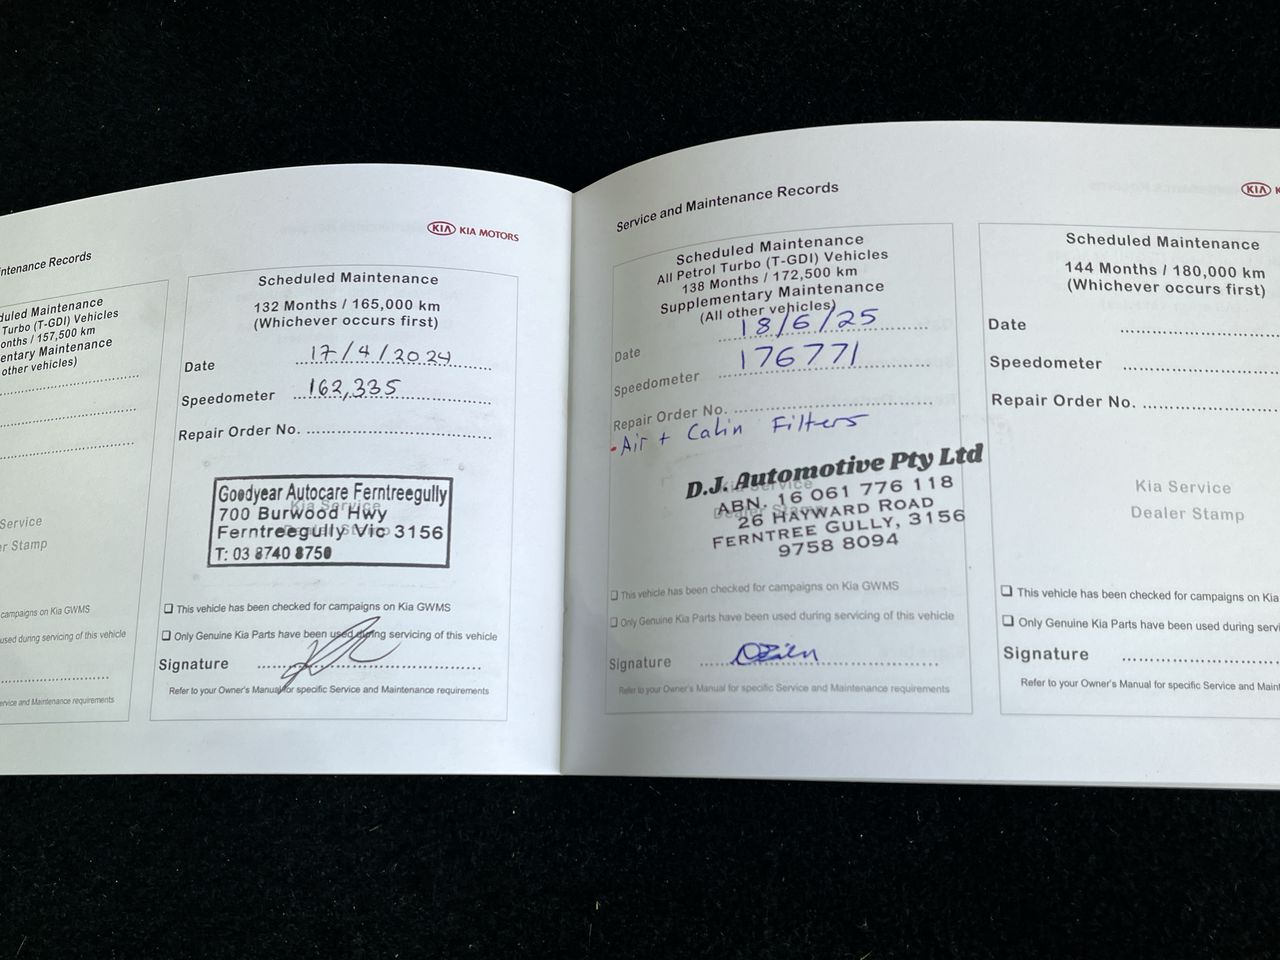 ntenance Records
duled Maintenance
Turbo (T-GDI) Vehicles
onths / 157,500 km
entary Maintenance
other vehicles)
Service
er Stamp
campaigns on Kia GWMS
used during servicing of this vehicle
ervice and Maintenance requirements
KIA KIA MOTORS
Scheduled Maintenance
132 Months / 165,000 km
(Whichever occurs first)
Date 17/4/2024
Speedometer 162,335
Repair Order No.
Kia Service
Dealer Stamp
Goodyear Autocare Ferntreegully
700 Burwood Hwy
Ferntreegully Vic 3156
T: 03 8740 8750
❑ This vehicle has been checked for campaigns on Kia GWMS
❑ Only Genuine Kia Parts have been used during servicing of this vehicle
Signature
Refer to your Owner's Manual for specific Service and Maintenance requirements
Service and Maintenance Records
Scheduled Maintenance
All Petrol Turbo (T-GDI) Vehicles
138 Months / 172,500 km
Supplementary Maintenance
(All other vehicles)
Date 18/6/25
Speedometer 176771
Repair Order No.
- Air + Cabin Filters
Kia Service
Dealer Stamp
D.J. Automotive Pty Ltd
ABN. 16 061 776 118
26 HAYWARD ROAD
FERNTREE GULLY, 3156
9758 8094
❑ This vehicle has been checked for campaigns on Kia GWMS
❑ Only Genuine Kia Parts have been used during servicing of this vehicle
Signature
Refer to your Owner's Manual for specific Service and Maintenance requirements
KIA K
Scheduled Maintenance
144 Months / 180,000 km
(Whichever occurs first)
Date
Speedometer
Repair Order No.
Kia Service
Dealer Stamp
❑ This vehicle has been checked for campaigns on Kia
❑ Only Genuine Kia Parts have been used during servi
Signature
Refer to your Owner's Manual for specific Service and Maint